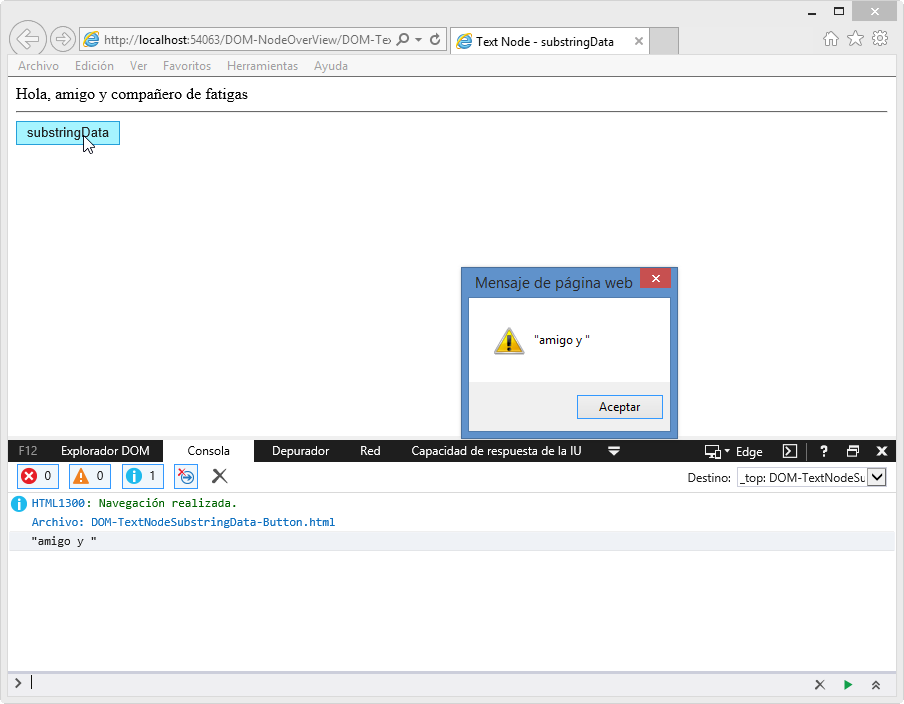 http://localhost:54063/DOM-NodeOverView/DOM-Te
Text Node - substringData
Archivo Edición Ver Favoritos Herramientas Ayuda
Hola, amigo y compañero de fatigas
substringData
Mensaje de página web
"amigo y "
Aceptar
F12 Explorador DOM Consola Depurador Red Capacidad de respuesta de la IU Edge ?
0 0 1
Destino: _top: DOM-TextNodeSu
HTML1300: Navegación realizada.
Archivo: DOM-TextNodeSubstringData-Button.html
"amigo y "